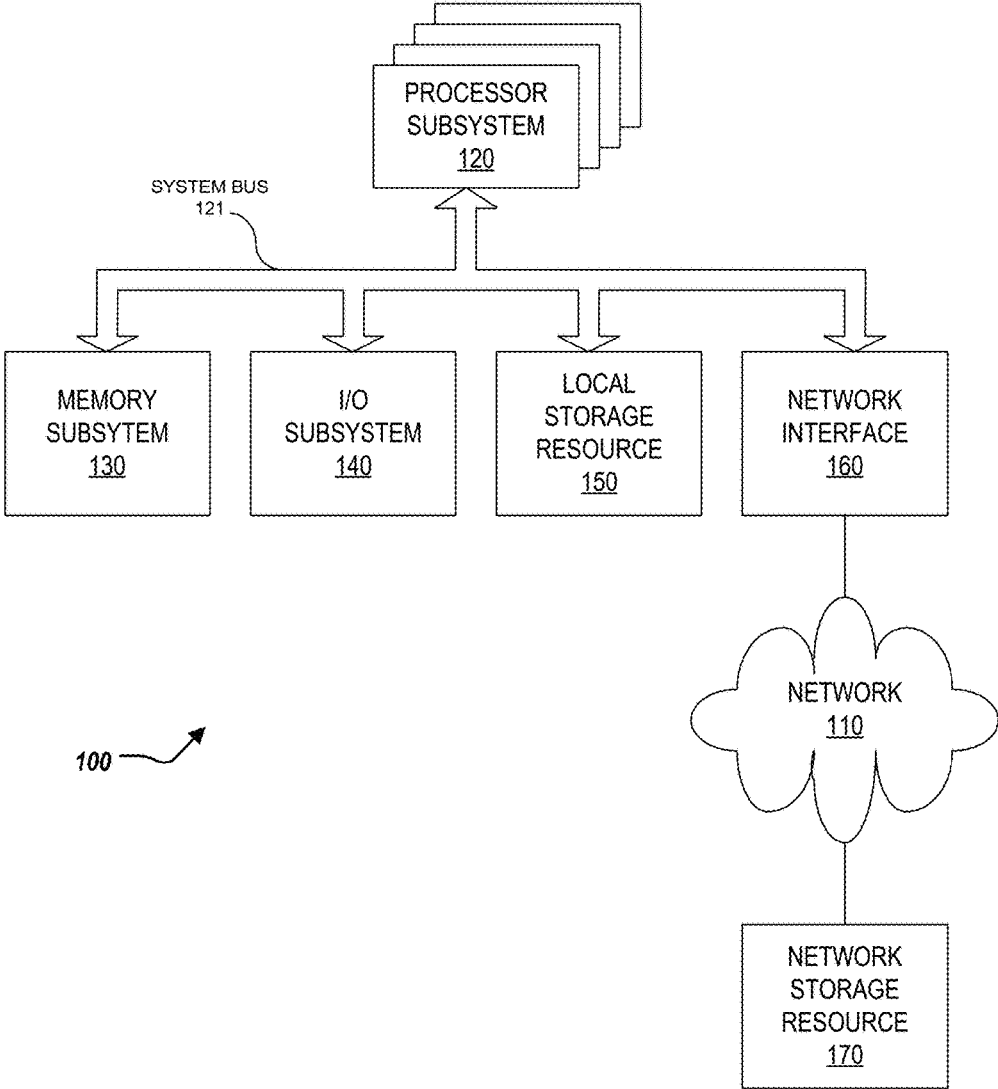 PROCESSOR
SUBSYSTEM
120
SYSTEM BUS
121
MEMORY
SUBSYTEM
130
I/O
SUBSYSTEM
140
LOCAL
STORAGE
RESOURCE
150
NETWORK
INTERFACE
160
NETWORK
110
100
NETWORK
STORAGE
RESOURCE
170